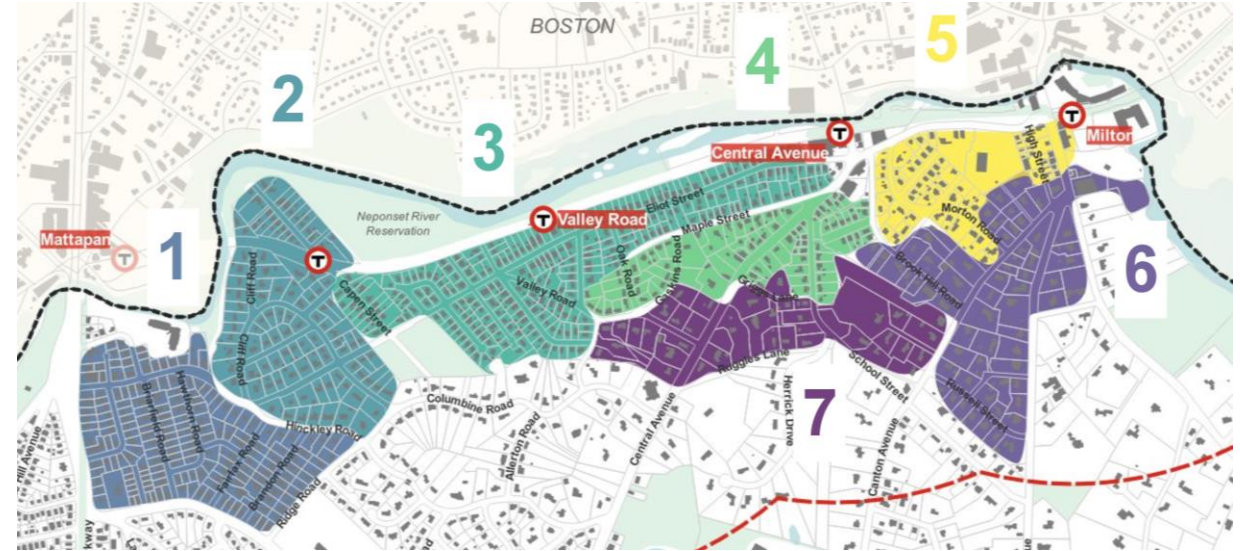 BOSTON
5
4
2
3
High Street
Milton
Central Avenue
Eliot Street
Maple Street
Neponset River
Reservation
Valley Road
Morton Road
Mattapan
1
Cliff Road
Oak Road
Gaskins Road
Brook Hill Road
6
Capen Street
Valley Road
Cliff Road
Ruggles Lane
School Street
Hawthorn Road
Brierfield Road
Columbine Road
Herrick Drive
7
Russell Street
Hinckley Road
Allerton Road
Central Avenue
Canton Avenue
Fairfax Road
Brandon Road
Ridge Road
Hill Avenue
kway
T
T
T
T
T